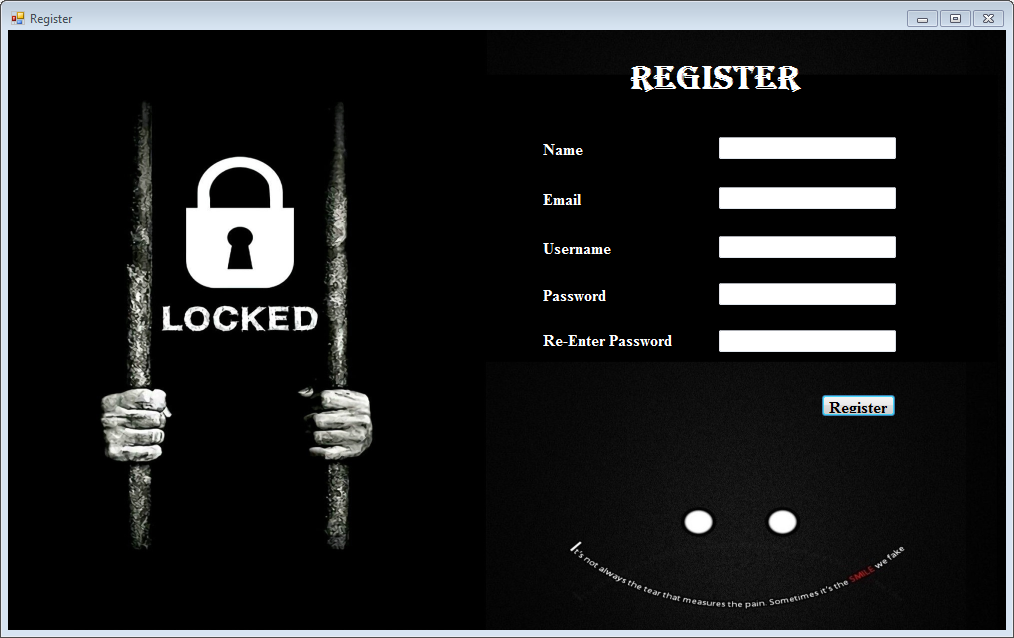 Register
REGISTER
Name
Email
Username
Password
Re-Enter Password
LOCKED
Register
It's not always the tear that measures the pain. Sometimes it's the SMILE we fake